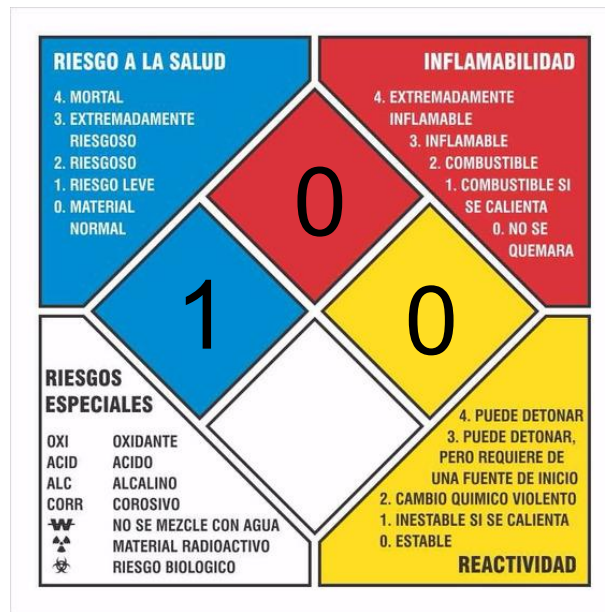 RIESGO A LA SALUD
4. MORTAL
3. EXTREMADAMENTE
RIESGOSO
2. RIESGOSO
1. RIESGO LEVE
0. MATERIAL
NORMAL
INFLAMABILIDAD
4. EXTREMADAMENTE
INFLAMABLE
3. INFLAMABLE
2. COMBUSTIBLE
1. COMBUSTIBLE SI
SE CALIENTA
0. NO SE
QUEMARA
0
1
0
RIESGOS
ESPECIALES
OXI OXIDANTE
ACID ACIDO
ALC ALCALINO
CORR COROSIVO
W NO SE MEZCLE CON AGUA
MATERIAL RADIOACTIVO
RIESGO BIOLOGICO
4. PUEDE DETONAR
3. PUEDE DETONAR,
PERO REQUIERE DE
UNA FUENTE DE INICIO
2. CAMBIO QUIMICO VIOLENTO
1. INESTABLE SI SE CALIENTA
0. ESTABLE
REACTIVIDAD